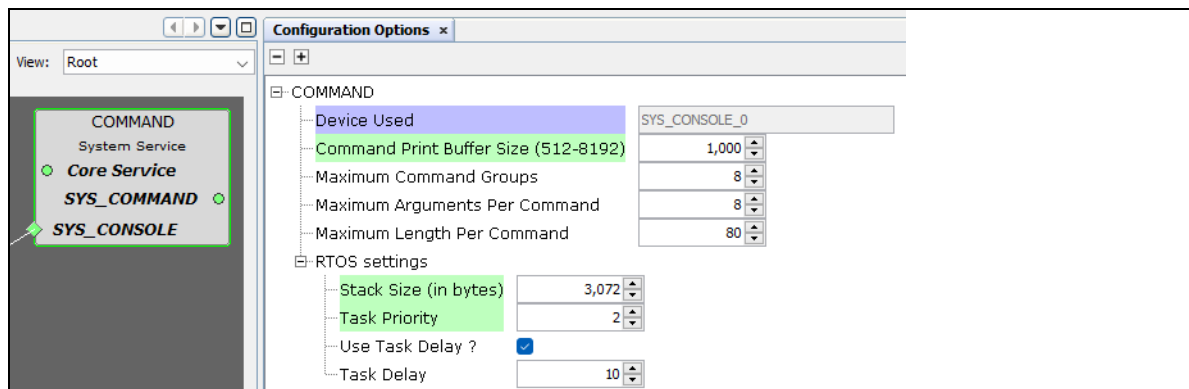 Configuration Options ×
View: Root
COMMAND
System Service
Core Service
SYS_COMMAND
SYS_CONSOLE
COMMAND
Device Used SYS_CONSOLE_0
Command Print Buffer Size (512-8192) 1,000
Maximum Command Groups 8
Maximum Arguments Per Command 8
Maximum Length Per Command 80
RTOS settings
Stack Size (in bytes) 3,072
Task Priority 2
Use Task Delay ?
Task Delay 10